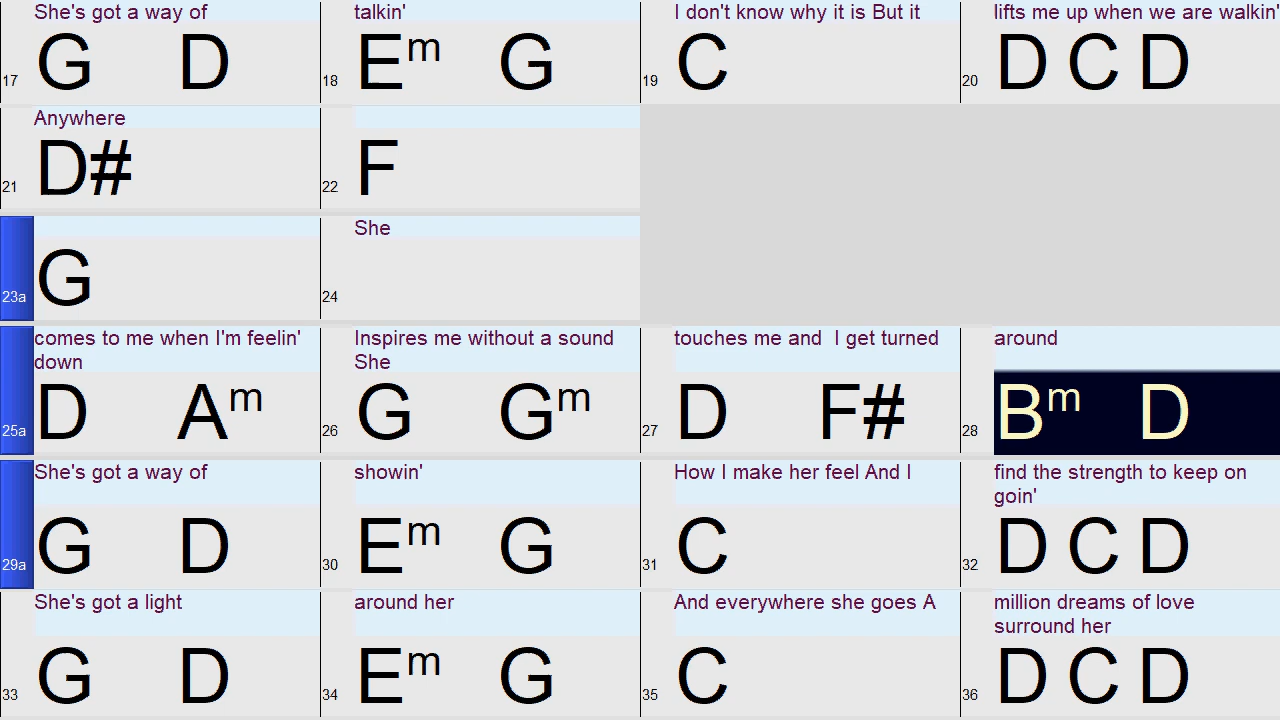 She's got a way of talkin' I don't know why it is But it lifts me up when we are walkin'
17 G D 18 Em G 19 C 20 D C D
Anywhere
21 D# 22 F
She
23a G 24
comes to me when I'm feelin' Inspires me without a sound touches me and I get turned around
down She
25a D Am 26 G Gm 27 D F# 28 Bm D
She's got a way of showin' How I make her feel And I find the strength to keep on
goin'
29a G D 30 Em G 31 C 32 D C D
She's got a light around her And everywhere she goes A million dreams of love
surround her
33 G D 34 Em G 35 C 36 D C D